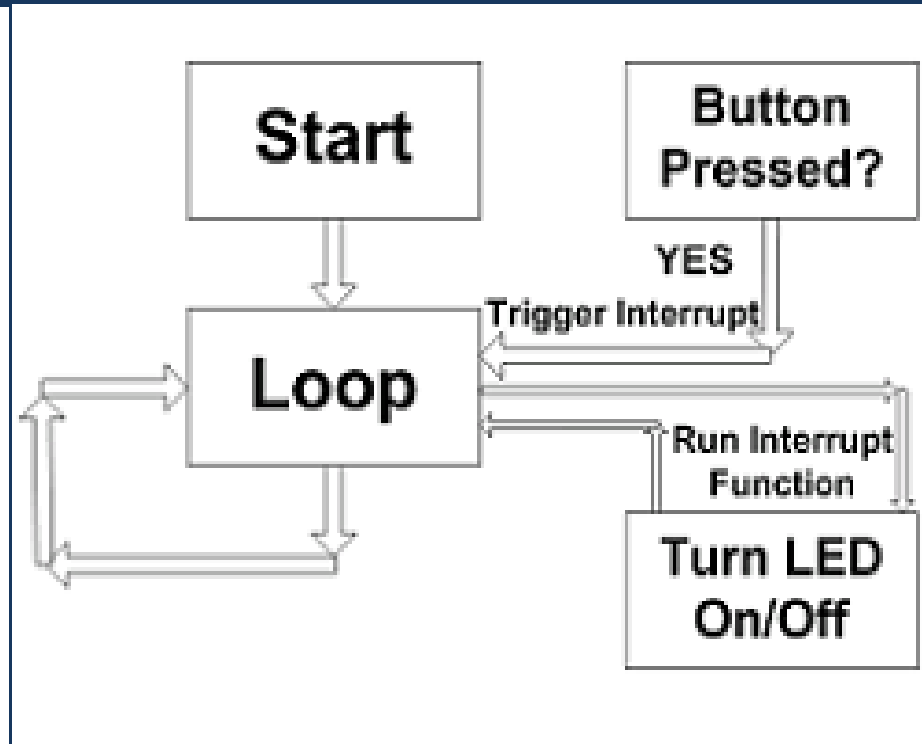 Start
Button
Pressed?
YES
Trigger Interrupt
Loop
Run Interrupt
Function
Turn LED
On/Off